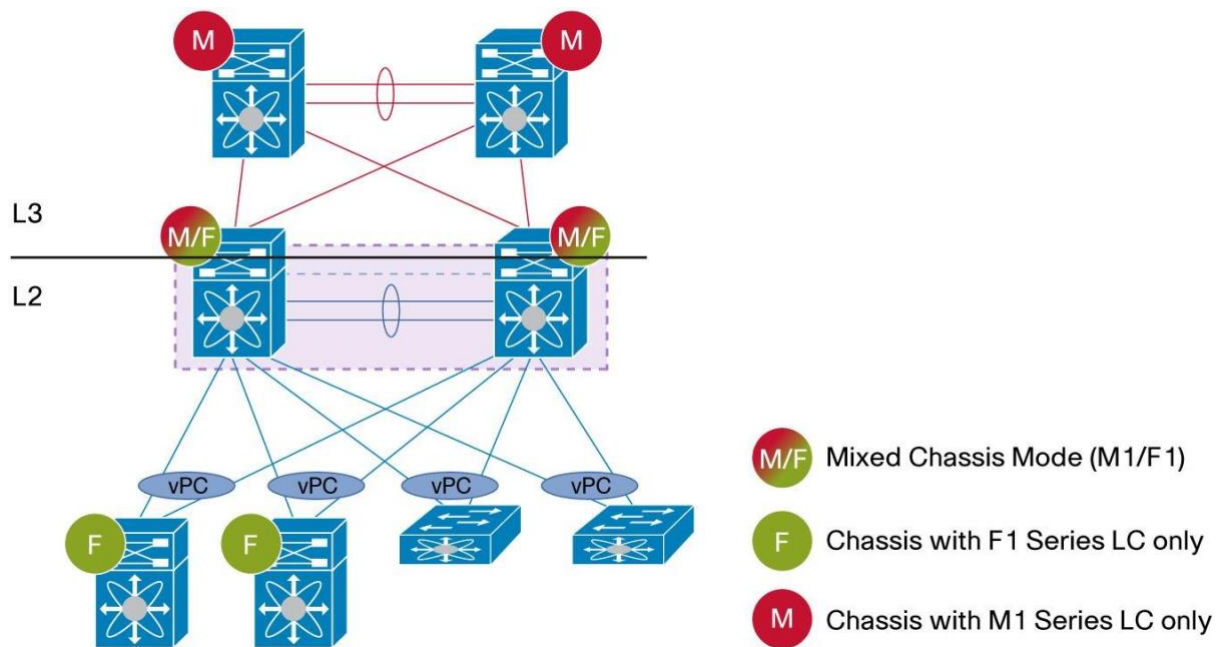 M
M
L3
M/F
M/F
L2
vPC
vPC
vPC
vPC
F
F
M/F Mixed Chassis Mode (M1/F1)
F Chassis with F1 Series LC only
M Chassis with M1 Series LC only